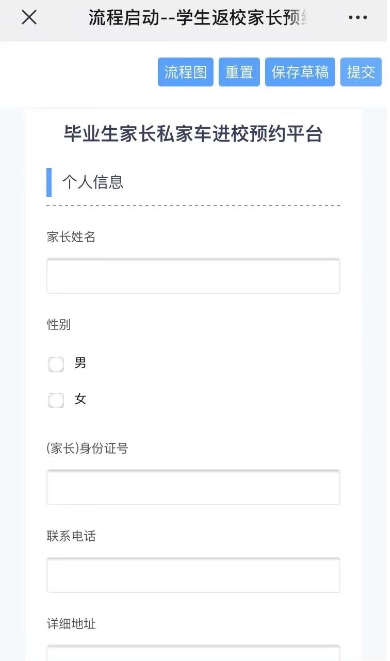 流程启动--学生返校家长预
流程图 重置 保存草稿 提交
毕业生家长私家车进校预约平台
个人信息
家长姓名
性别
男
女
(家长)身份证号
联系电话
详细地址